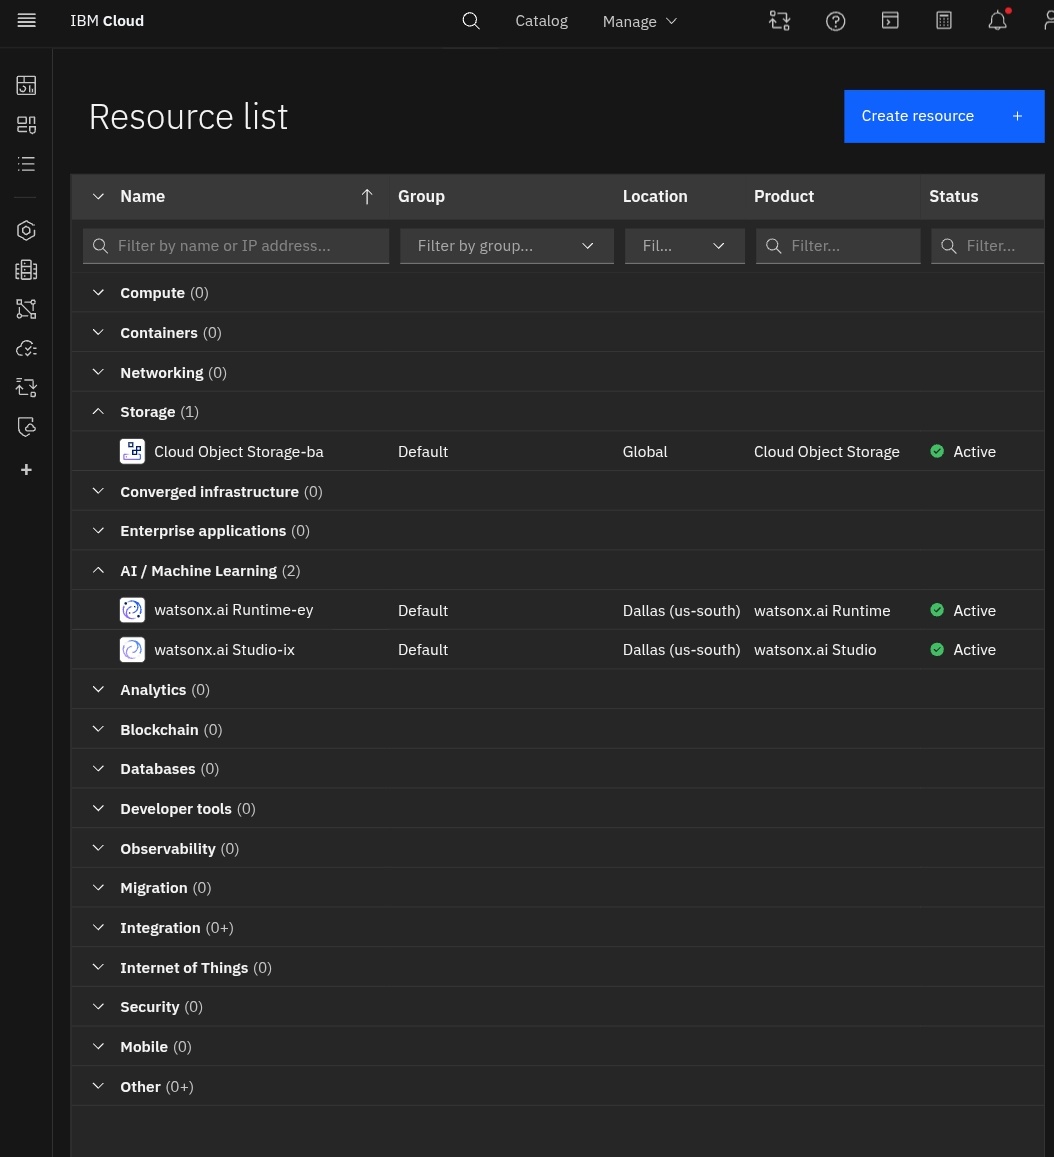 IBM Cloud Catalog Manage
Resource list
Create resource +
Name Group Location Product Status
Filter by name or IP address... Filter by group... Fil... Filter... Filter...
Compute (0)
Containers (0)
Networking (0)
Storage (1)
Cloud Object Storage-ba Default Global Cloud Object Storage Active
Converged infrastructure (0)
Enterprise applications (0)
AI / Machine Learning (2)
watsonx.ai Runtime-ey Default Dallas (us-south) watsonx.ai Runtime Active
watsonx.ai Studio-ix Default Dallas (us-south) watsonx.ai Studio Active
Analytics (0)
Blockchain (0)
Databases (0)
Developer tools (0)
Observability (0)
Migration (0)
Integration (0+)
Internet of Things (0)
Security (0)
Mobile (0)
Other (0+)